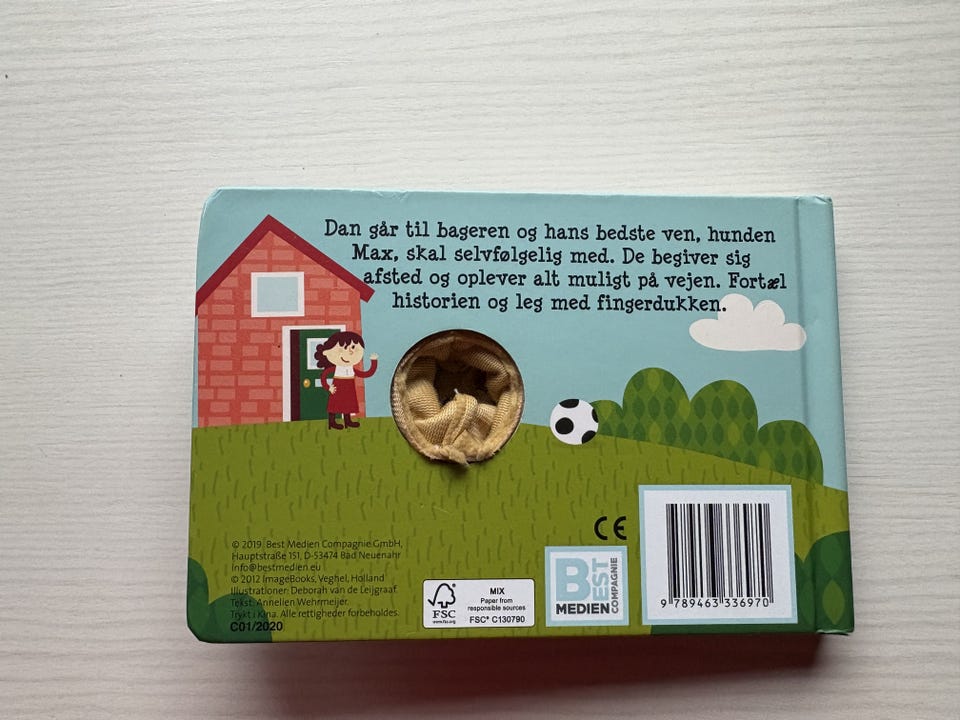 Dan går til bageren og hans bedste ven, hunden
Max, skal selvfølgelig med. De begiver sig
afsted og oplever alt muligt på vejen. Fortæl
historien og leg med fingerdukken.
© 2019. Best Medien Compagnie GmbH,
Hauptstraße 151, D-53474 Bad Neuenahr
info@bestmedien.eu
© 2012 ImageBooks, Veghel, Holland
Illustrationer: Deborah van de Leijgraaf.
Tekst: Annelien Wehrmeijer.
Trykt i Kina. Alle rettigheder forbeholdes.
C01/2020
FSC
www.fsc.org
MIX
Paper from
responsible sources
FSC® C130790
CE
BEST
MEDIEN
COMPAGNIE
9 789463 336970